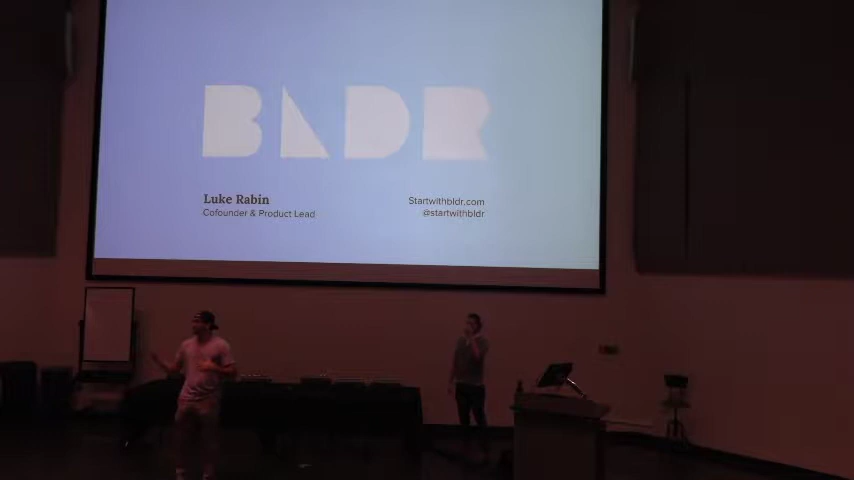 BLDR
Luke Rabin
Cofounder & Product Lead
Startwithbldr.com
@startwithbldr